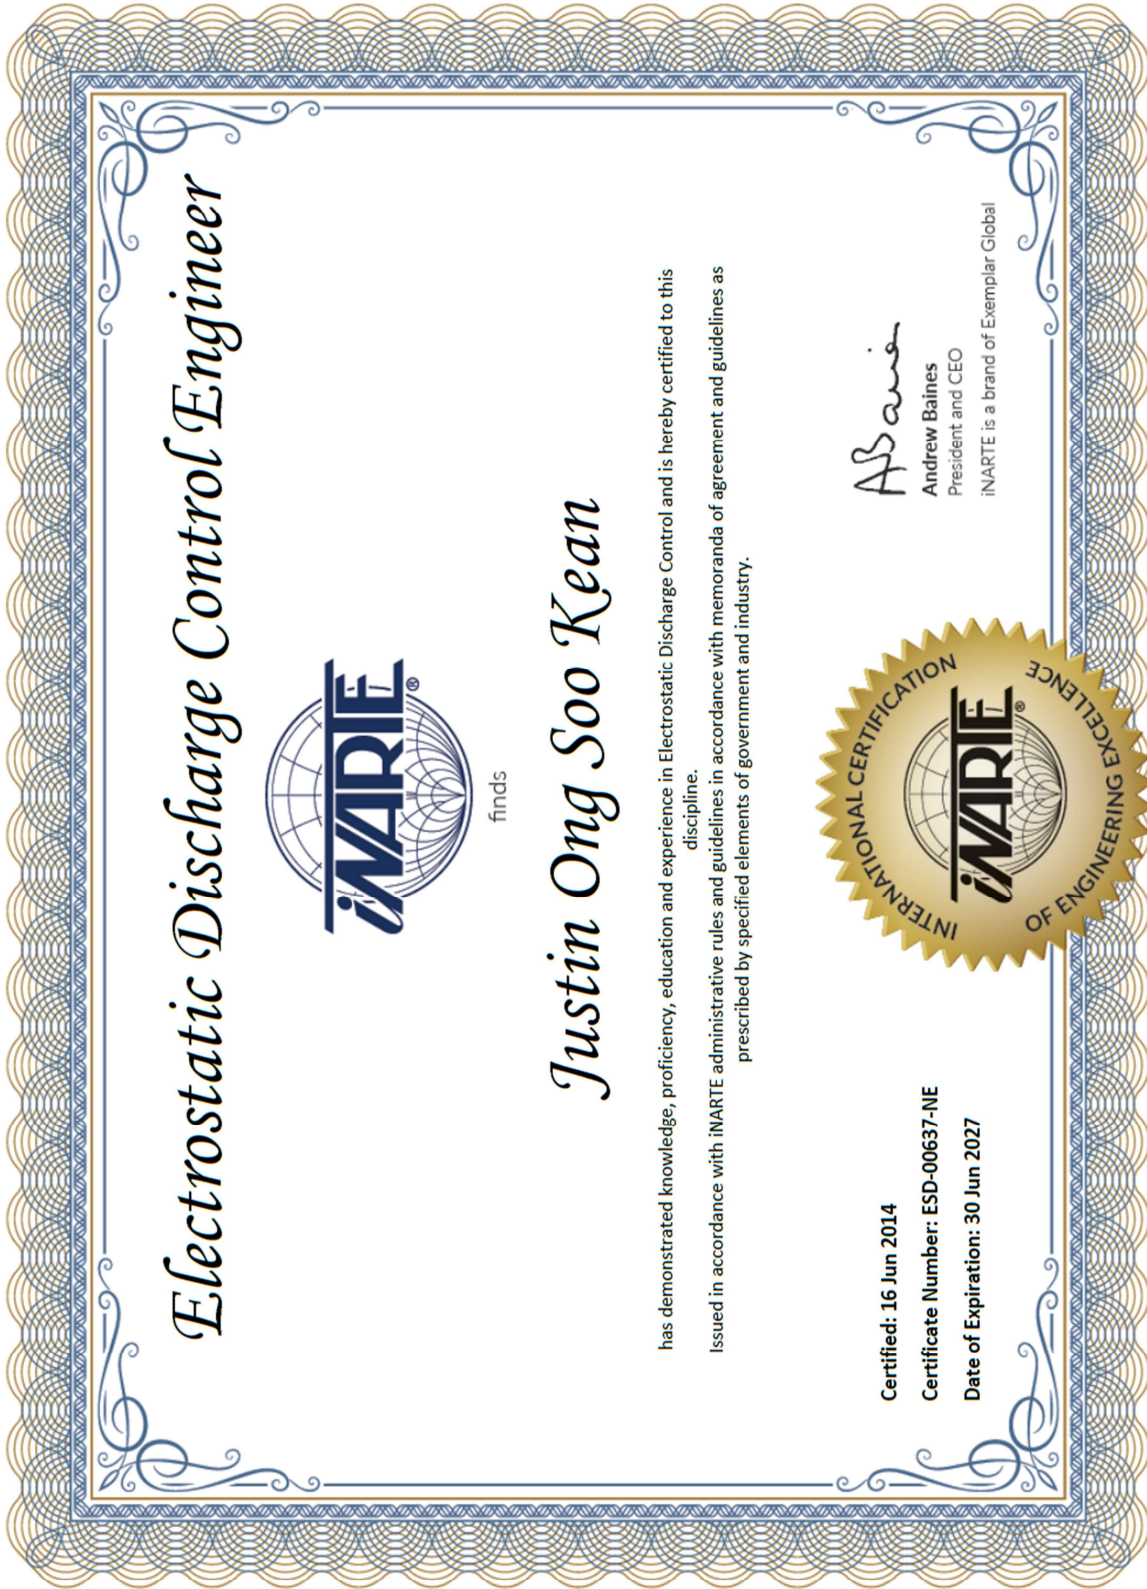 Electrostatic Discharge Control Engineer
iNARTE®
finds
Justin Ong Soo Kean
has demonstrated knowledge, proficiency, education and experience in Electrostatic Discharge Control and is hereby certified to this
discipline.
Issued in accordance with iNARTE administrative rules and guidelines in accordance with memoranda of agreement and guidelines as
prescribed by specified elements of government and industry.
Certified: 16 Jun 2014
Certificate Number: ESD-00637-NE
Date of Expiration: 30 Jun 2027
INTERNATIONAL CERTIFICATION
iNARTE®
OF ENGINEERING EXCELLENCE
ABaines
Andrew Baines
President and CEO
iNARTE is a brand of Exemplar Global